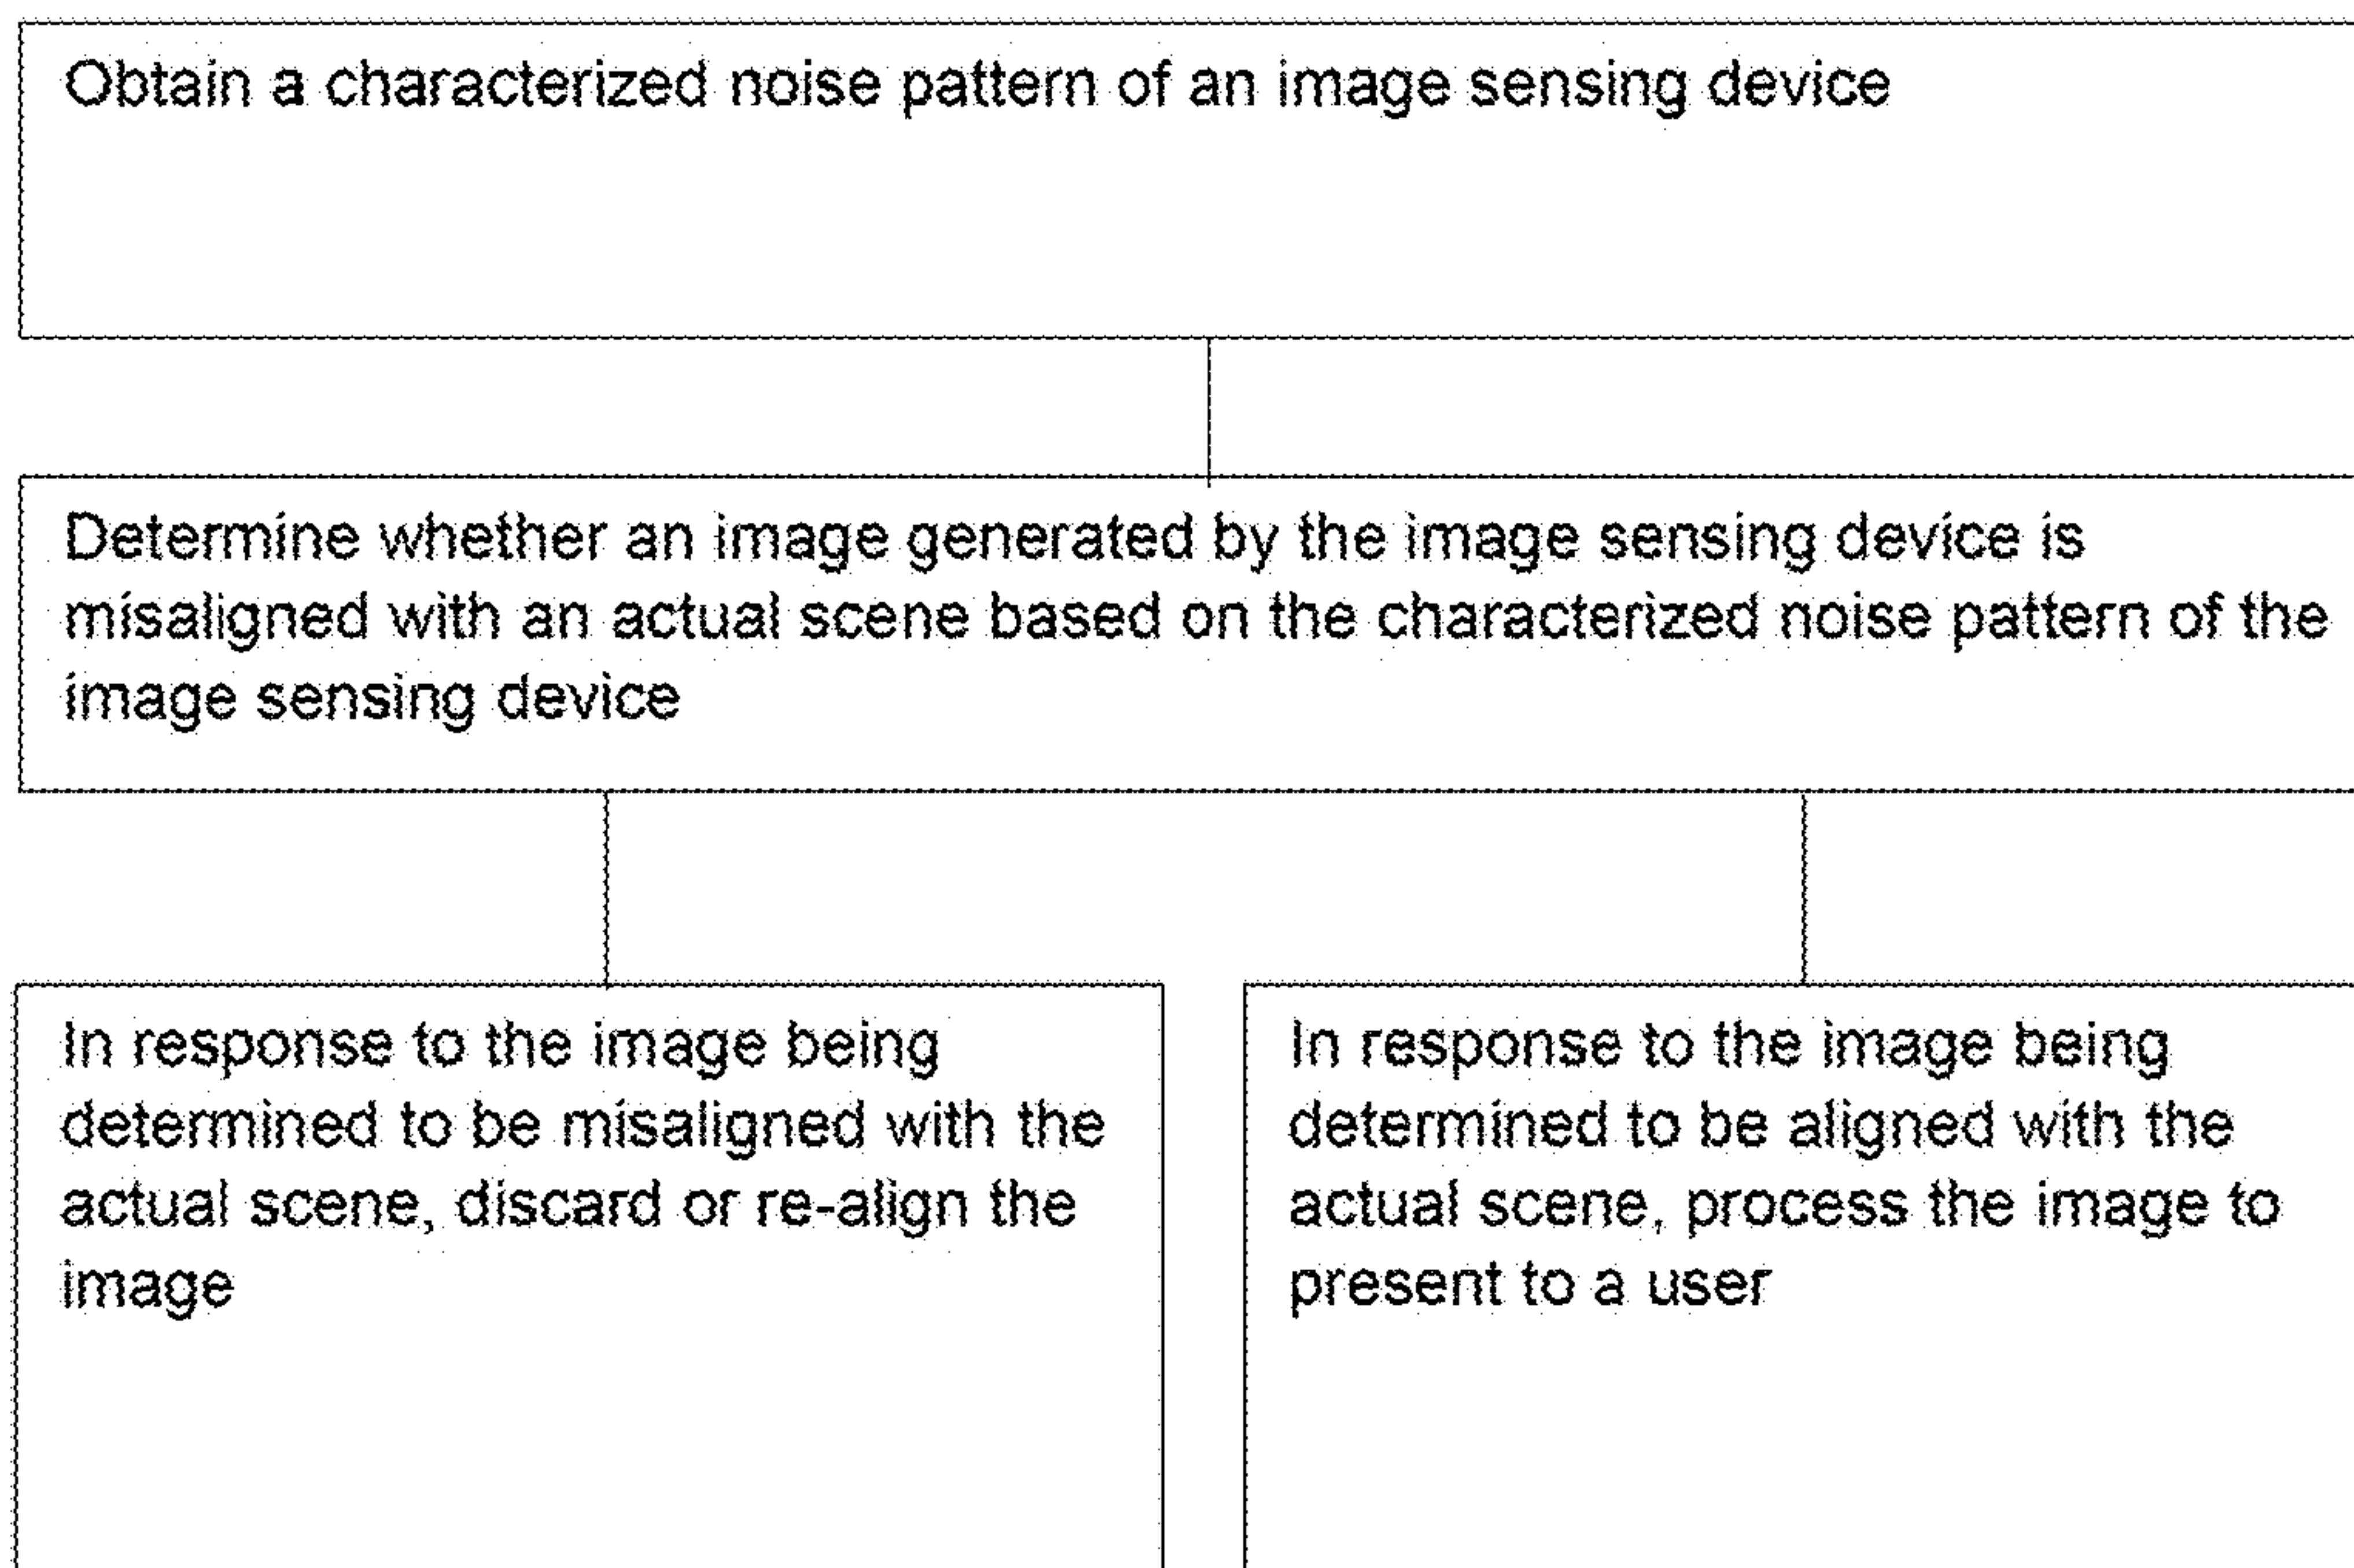 Obtain a characterized noise pattern of an image sensing device
Determine whether an image generated by the image sensing device is
misaligned with an actual scene based on the characterized noise pattern of the
image sensing device
In response to the image being
determined to be misaligned with the
actual scene, discard or re-align the
image
In response to the image being
determined to be aligned with the
actual scene, process the image to
present to a user